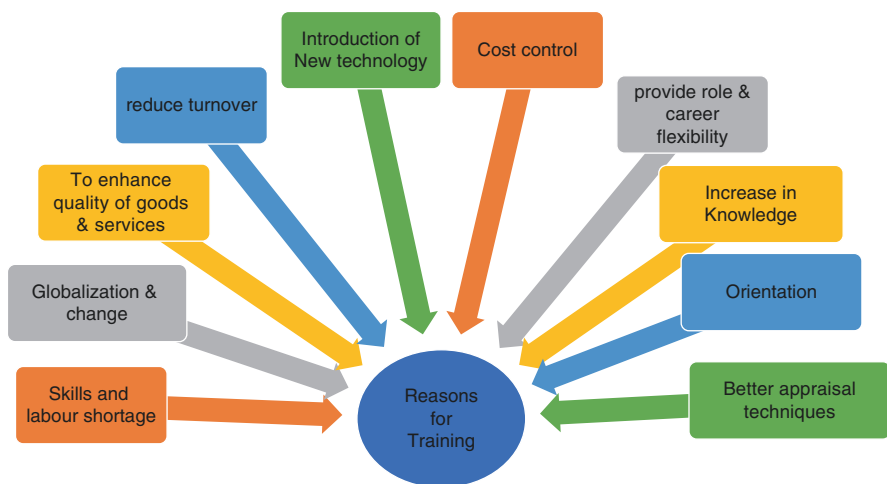 Introduction of
New technology
Cost control
reduce turnover
provide role &
career
flexibility
To enhance
quality of goods
& services
Increase in
Knowledge
Globalization &
change
Orientation
Skills and
labour shortage
Reasons
for
Training
Better appraisal
techniques